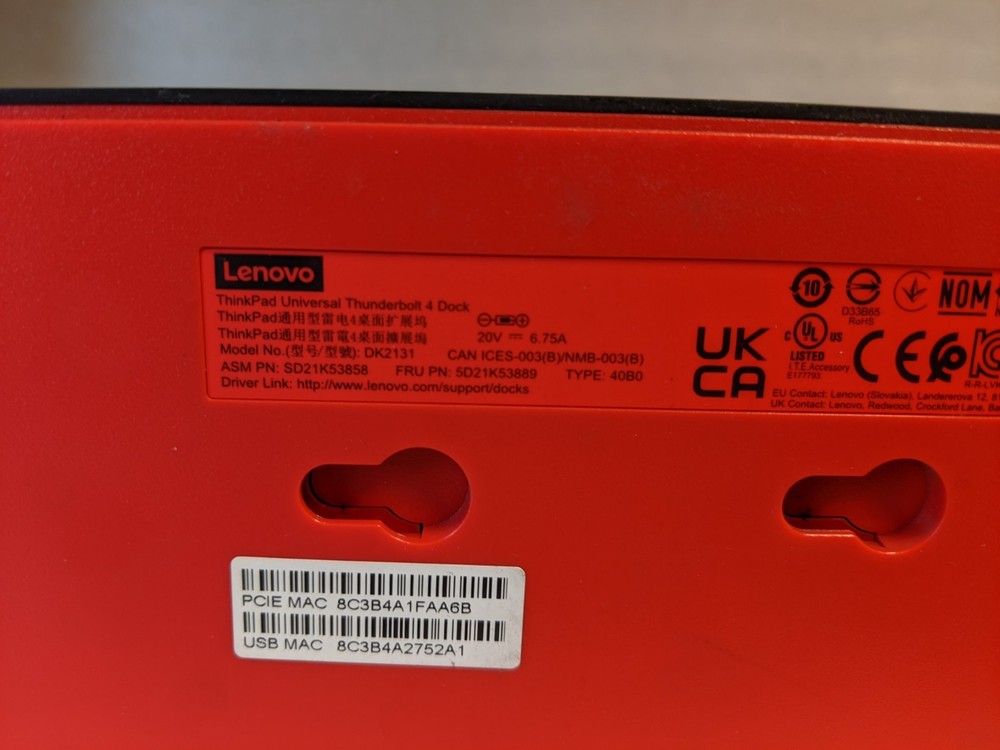 Lenovo
ThinkPad Universal Thunderbolt 4 Dock
ThinkPad通用型雷电4桌面扩展坞
ThinkPad通用型雷電4桌面擴展塢
20V 6.75A
Model No.(型号/型號): DK2131 CAN ICES-003(B)/NMB-003(B)
ASM PN: SD21K53858 FRU PN: 5D21K53889 TYPE: 40B0
Driver Link: http://www.lenovo.com/support/docks
UK
CA
10
D33B65
RoHS
c UL us
LISTED
I.T.E. Accessory
E177793
CE
NOM
R-R-LVK
EU Contact: Lenovo (Slovakia), Landererova 12, 81
UK Contact: Lenovo, Redwood, Crockford Lane, Ba
PCIE MAC 8C3B4A1FAA6B
USB MAC 8C3B4A2752A1